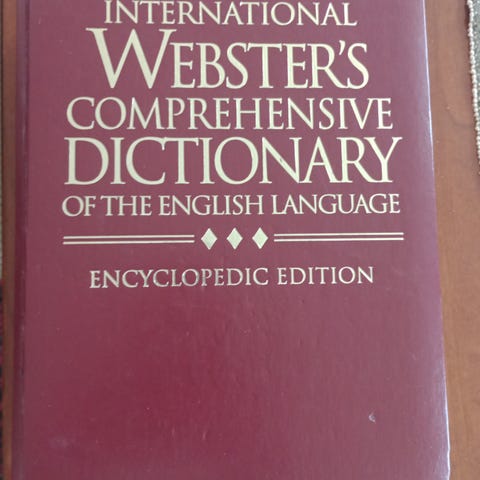 INTERNATIONAL
WEBSTER'S
COMPREHENSIVE
DICTIONARY
OF THE ENGLISH LANGUAGE
ENCYCLOPEDIC EDITION